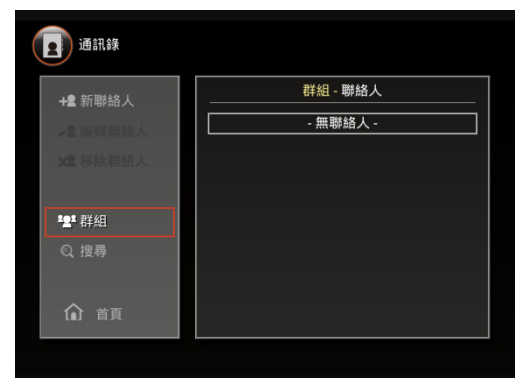 通訊錄
新聯絡人
編輯聯絡人
移除聯絡人
群組
搜尋
首頁
群組 - 聯絡人
- 無聯絡人 -